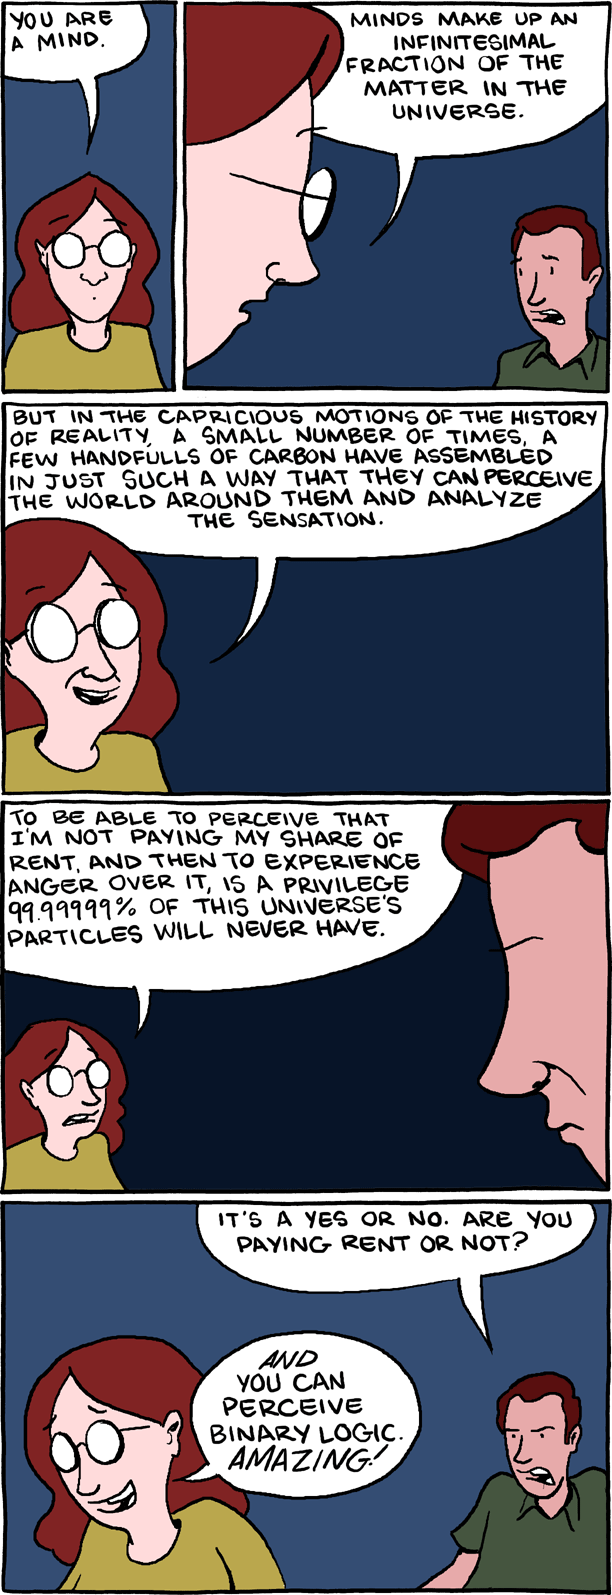 YOU ARE
A MIND.
MINDS MAKE UP AN
INFINITESIMAL
FRACTION OF THE
MATTER IN THE
UNIVERSE.
BUT IN THE CAPRICIOUS MOTIONS OF THE HISTORY
OF REALITY, A SMALL NUMBER OF TIMES, A
FEW HANDFULLS OF CARBON HAVE ASSEMBLED
IN JUST SUCH A WAY THAT THEY CAN PERCEIVE
THE WORLD AROUND THEM AND ANALYZE
THE SENSATION.
TO BE ABLE TO PERCEIVE THAT
I'M NOT PAYING MY SHARE OF
RENT, AND THEN TO EXPERIENCE
ANGER OVER IT, IS A PRIVILEGE
99.99999% OF THIS UNIVERSE'S
PARTICLES WILL NEVER HAVE.
IT'S A YES OR NO. ARE YOU
PAYING RENT OR NOT?
AND
YOU CAN
PERCEIVE
BINARY LOGIC.
AMAZING!